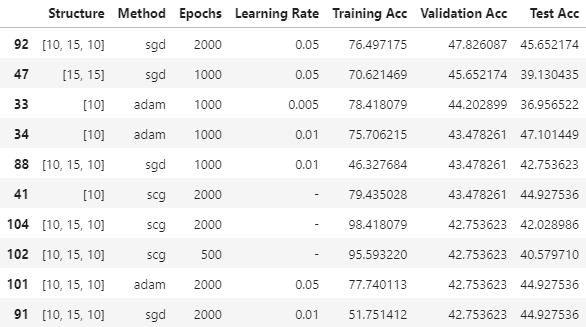 Structure Method Epochs Learning Rate Training Acc Validation Acc Test Acc
92 [10, 15, 10] sgd 2000 0.05 76.497175 47.826087 45.652174
47 [15, 15] sgd 1000 0.05 70.621469 45.652174 39.130435
33 [10] adam 1000 0.005 78.418079 44.202899 36.956522
34 [10] adam 1000 0.01 75.706215 43.478261 47.101449
88 [10, 15, 10] sgd 1000 0.01 46.327684 43.478261 42.753623
41 [10] scg 2000 - 79.435028 43.478261 44.927536
104 [10, 15, 10] scg 2000 - 98.418079 42.753623 42.028986
102 [10, 15, 10] scg 500 - 95.593220 42.753623 40.579710
101 [10, 15, 10] adam 2000 0.05 77.740113 42.753623 44.927536
91 [10, 15, 10] sgd 2000 0.01 51.751412 42.753623 44.927536